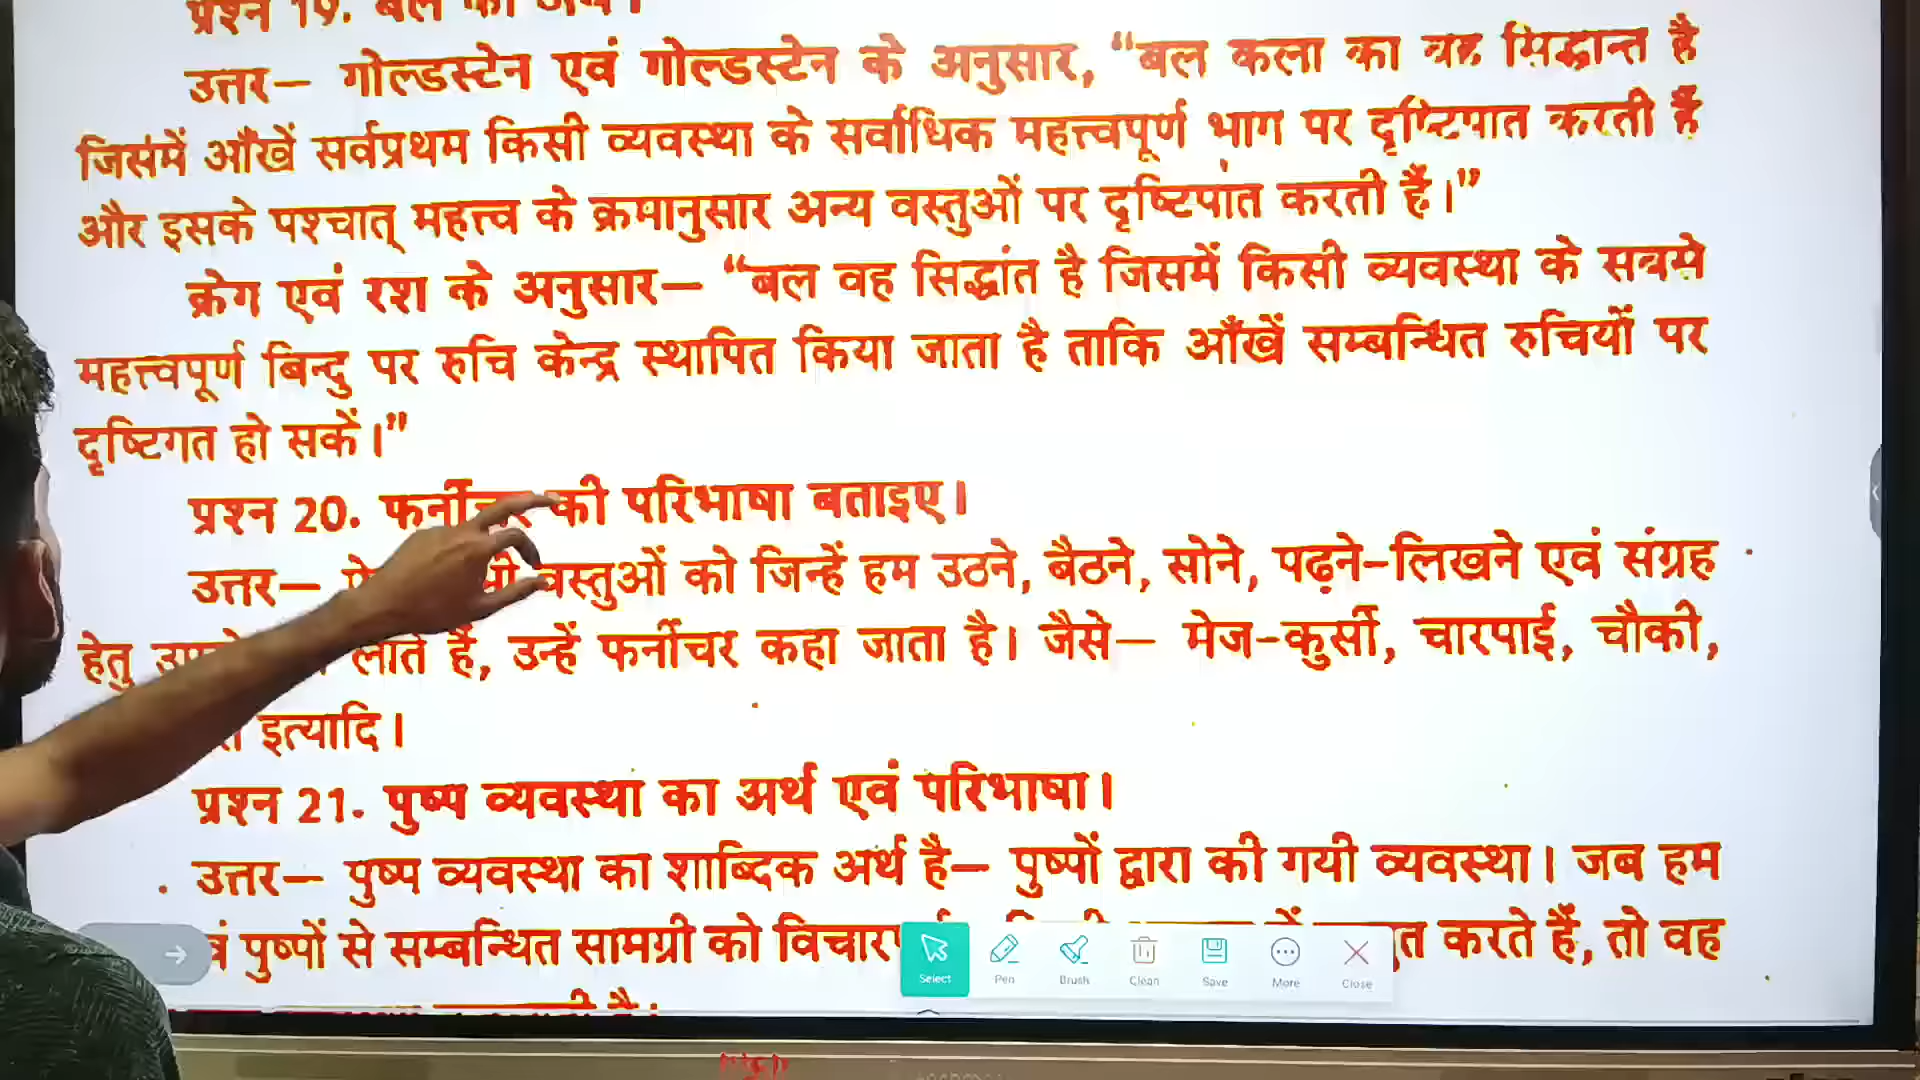 प्रश्न 19. बल का अर्थ।
उत्तर— गोल्डस्टेन एवं गोल्डस्टेन के अनुसार, “बल कला का वह सिद्धान्त है
जिसमें आँखें सर्वप्रथम किसी व्यवस्था के सर्वाधिक महत्त्वपूर्ण भाग पर दृष्टिपात करती हैं
और इसके पश्चात् महत्त्व के क्रमानुसार अन्य वस्तुओं पर दृष्टिपात करती हैं।”
क्रेग एवं रश के अनुसार— “बल वह सिद्धांत है जिसमें किसी व्यवस्था के सबसे
महत्त्वपूर्ण बिन्दु पर रुचि केन्द्र स्थापित किया जाता है ताकि आँखें सम्बन्धित रुचियों पर
दृष्टिगत हो सकें।”
प्रश्न 20. फर्नीचर की परिभाषा बताइए।
उत्तर— वस्तुओं को जिन्हें हम उठने, बैठने, सोने, पढ़ने-लिखने एवं संग्रह
हेतु लाते हैं, उन्हें फर्नीचर कहा जाता है। जैसे— मेज-कुर्सी, चारपाई, चौकी,
इत्यादि।
प्रश्न 21. पुष्प व्यवस्था का अर्थ एवं परिभाषा।
उत्तर— पुष्प व्यवस्था का शाब्दिक अर्थ है— पुष्पों द्वारा की गयी व्यवस्था। जब हम
पुष्पों से सम्बन्धित सामग्री को करते हैं, तो वह
है।
Select Pen Brush Clean Save More Close